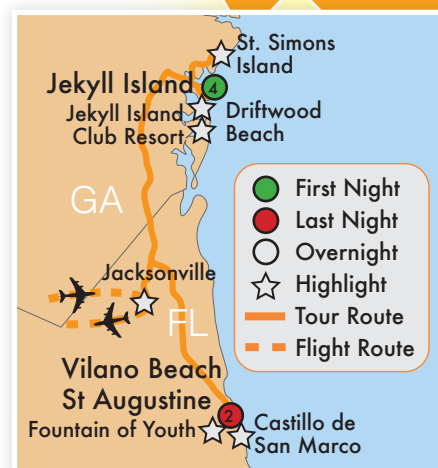 St. Simons
Island
Jekyll Island
4
Jekyll Island
Club Resort
Driftwood
Beach
GA
First Night
Last Night
Overnight
Highlight
Tour Route
Flight Route
Jacksonville
FL
Vilano Beach
St Augustine
2
Fountain of Youth
Castillo de
San Marco